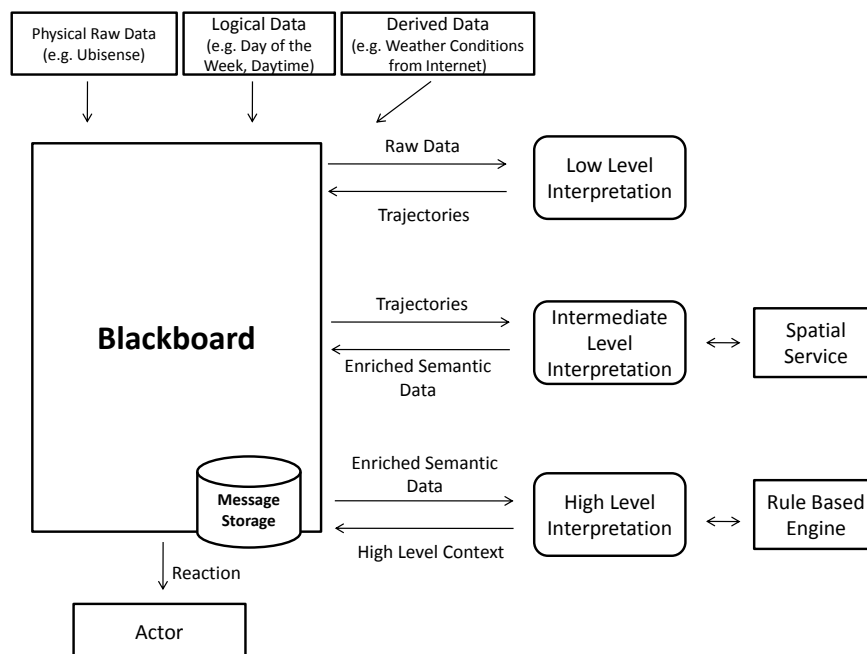 Physical Raw Data
(e.g. Ubisense)
Logical Data
(e.g. Day of the
Week, Daytime)
Derived Data
(e.g. Weather Conditions
from Internet)
Raw Data
Trajectories
Low Level
Interpretation
Blackboard
Trajectories
Enriched Semantic
Data
Intermediate
Level
Interpretation
Spatial
Service
Message
Storage
Enriched Semantic
Data
High Level Context
High Level
Interpretation
Rule Based
Engine
Reaction
Actor